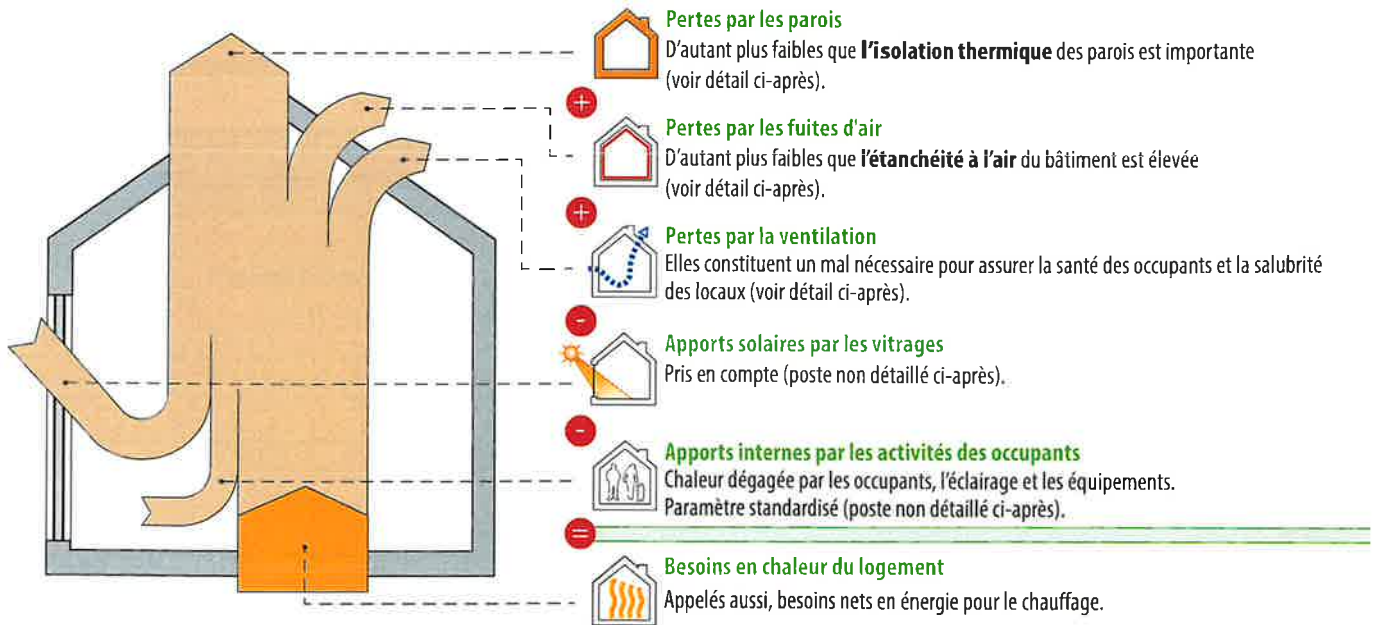 Pertes par les parois
D'autant plus faibles que l'isolation thermique des parois est importante
(voir détail ci-après).
+
Pertes par les fuites d'air
D'autant plus faibles que l'étanchéité à l'air du bâtiment est élevée
(voir détail ci-après).
+
Pertes par la ventilation
Elles constituent un mal nécessaire pour assurer la santé des occupants et la salubrité
des locaux (voir détail ci-après).
-
Apports solaires par les vitrages
Pris en compte (poste non détaillé ci-après).
-
Apports internes par les activités des occupants
Chaleur dégagée par les occupants, l'éclairage et les équipements.
Paramètre standardisé (poste non détaillé ci-après).
=
Besoins en chaleur du logement
Appelés aussi, besoins nets en énergie pour le chauffage.